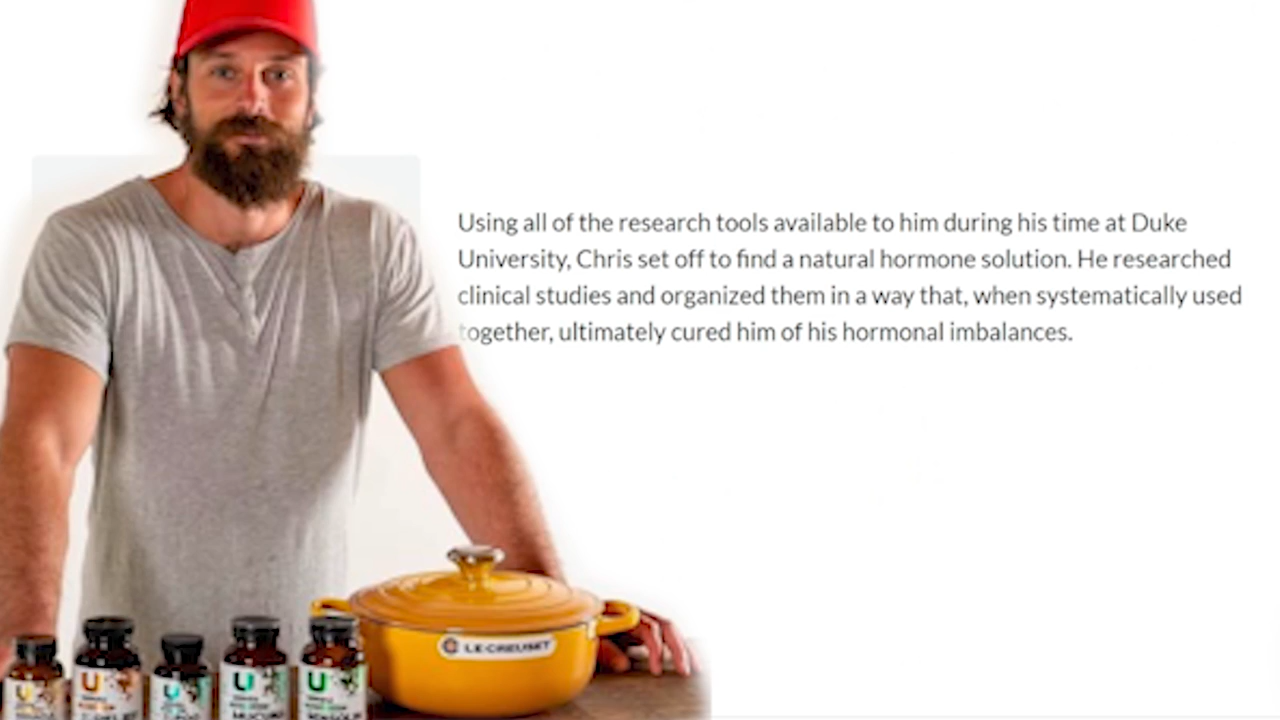 Using all of the research tools available to him during his time at Duke
University, Chris set off to find a natural hormone solution. He researched
clinical studies and organized them in a way that, when systematically used
together, ultimately cured him of his hormonal imbalances.
LE CREUSET
U U U U U